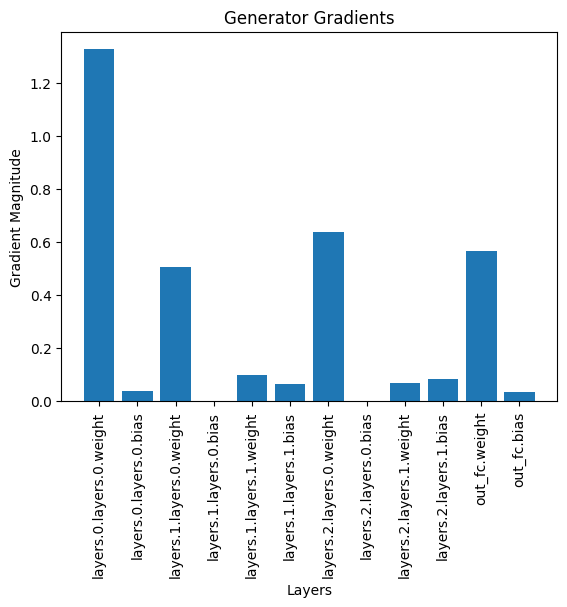 Generator Gradients
Gradient Magnitude
1.2
1.0
0.8
0.6
0.4
0.2
0.0
layers.0.layers.0.weight
layers.0.layers.0.bias
layers.1.layers.0.weight
layers.1.layers.0.bias
layers.1.layers.1.weight
layers.1.layers.1.bias
layers.2.layers.0.weight
layers.2.layers.0.bias
layers.2.layers.1.weight
layers.2.layers.1.bias
out_fc.weight
out_fc.bias
Layers